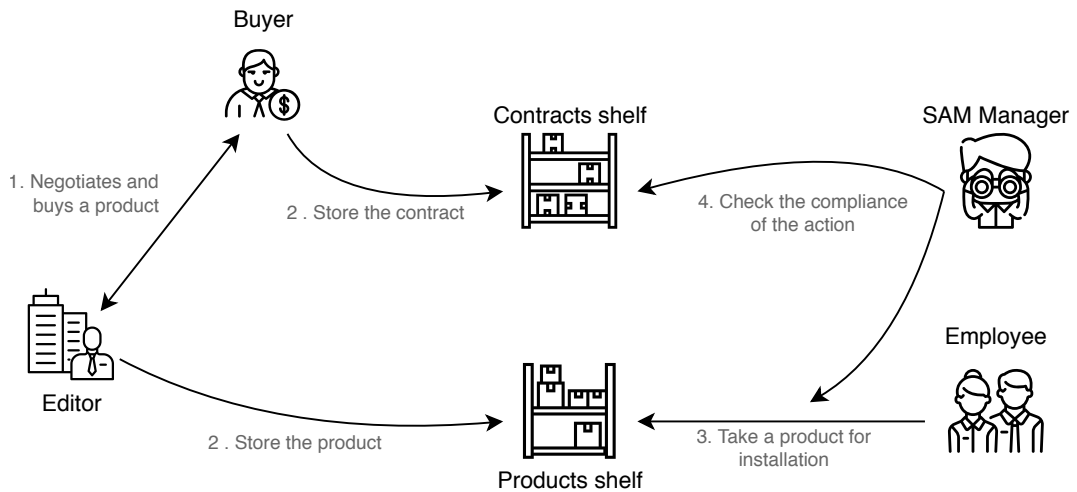 Buyer
$
Contracts shelf
SAM Manager
1. Negotiates and
buys a product
2 . Store the contract
4. Check the compliance
of the action
Editor
Employee
2 . Store the product
3. Take a product for
installation
Products shelf